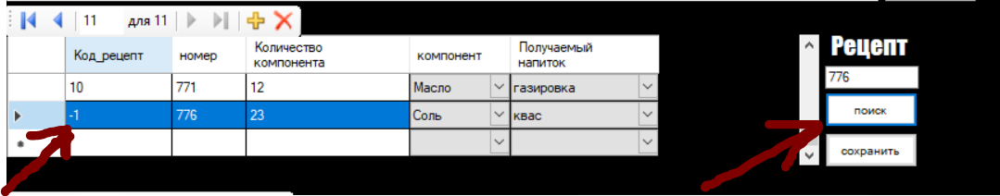 11 для 11
Код_рецепт номер Количество компонента компонент Получаемый напиток
10 771 12 Масло газировка
-1 776 23 Соль квас
Рецепт
776
поиск
сохранить